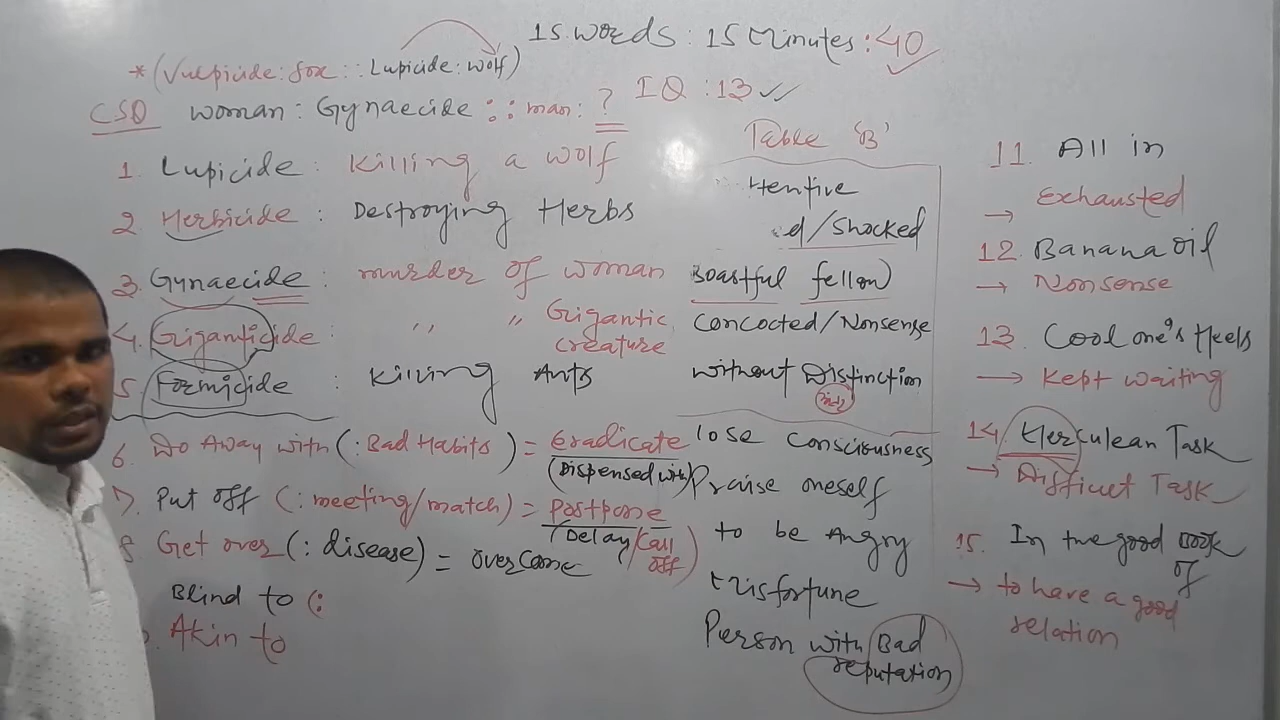 15 words: 15 Minutes: 40
*(Vulpicide: fox :: Lupicide: wolf)
IQ: 13
CSQ woman: Gynaecide :: man: ?
1. Lupicide: Killing a wolf
2. Herbicide: Destroying Herbs
3. Gynaecide: murder of woman
4. Giganticide: " " Gigantic creature
5. Formicide: Killing Ants
6. Do Away with (: Bad Habits) = Eradicate
(Dispensed with)
7. Put off (: meeting/match) = Postpone
(Delay/Call off)
8. Get over (: disease) = overcome
Blind to (:
Akin to
Table 'B'
ttentive
ed/Shocked
Boastful fellow
Concocted/Nonsense
without Distinction
lose consciousness
Praise oneself
to be Angry
Misfortune
Person with Bad
reputation
11. All in
→ Exhausted
12. Banana oil
→ Nonsense
13. Cool one's Heels
→ Kept waiting
14. Herculean Task
→ Difficut Task
15. In the good book of
→ to have a good
relation